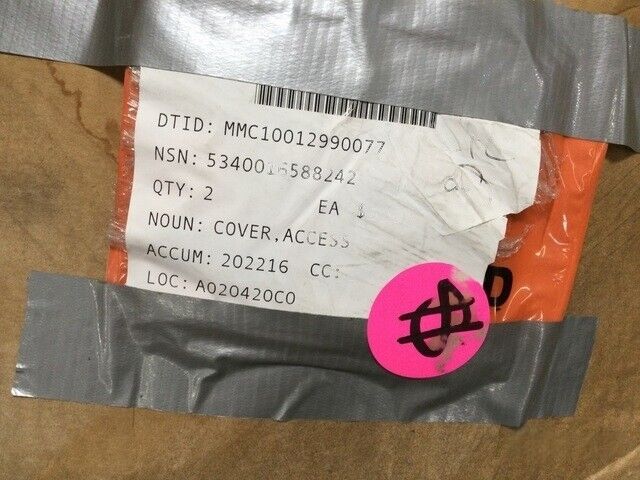 DTID: MMC10012990077
NSN: 5340016588242
QTY: 2 EA
NOUN: COVER,ACCESS
ACCUM: 202216 CC:
LOC: A020420C0
D